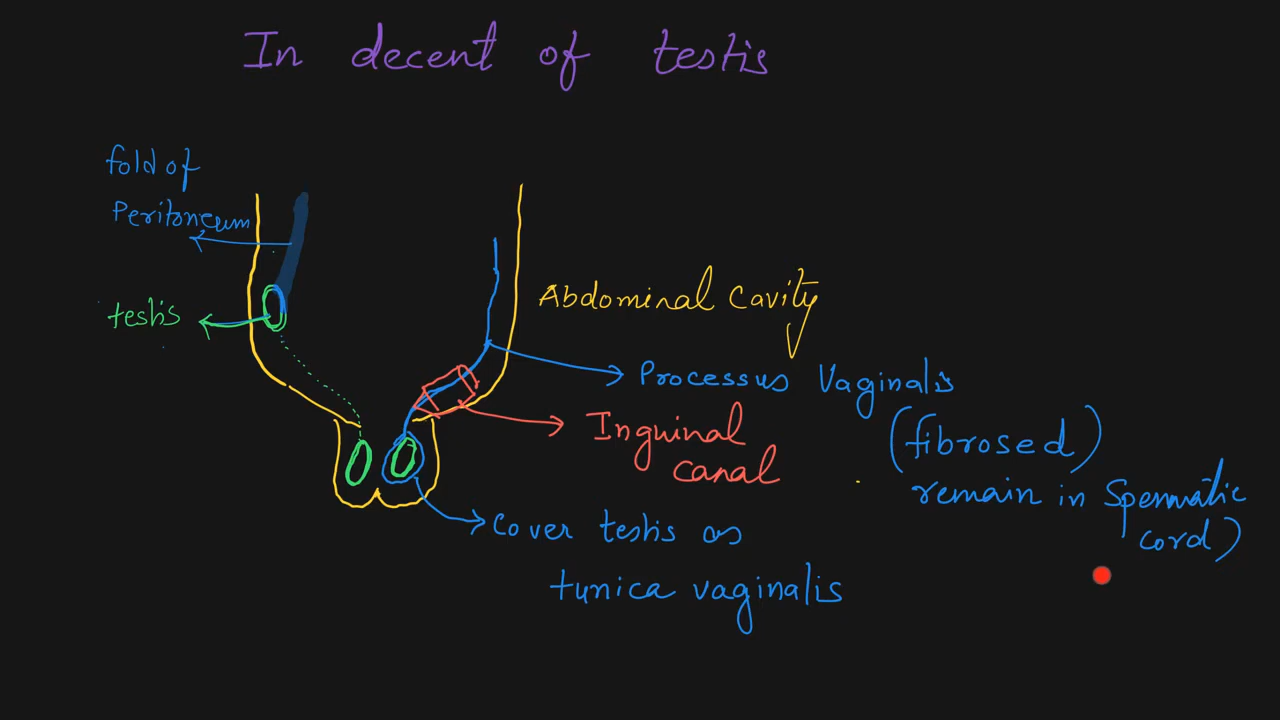 In decent of testis
fold of
Peritoneum
testis
Abdominal Cavity
Processus Vaginalis
(fibrosed)
remain in Spermatic
cord)
Inguinal
canal
Cover testis as
tunica vaginalis